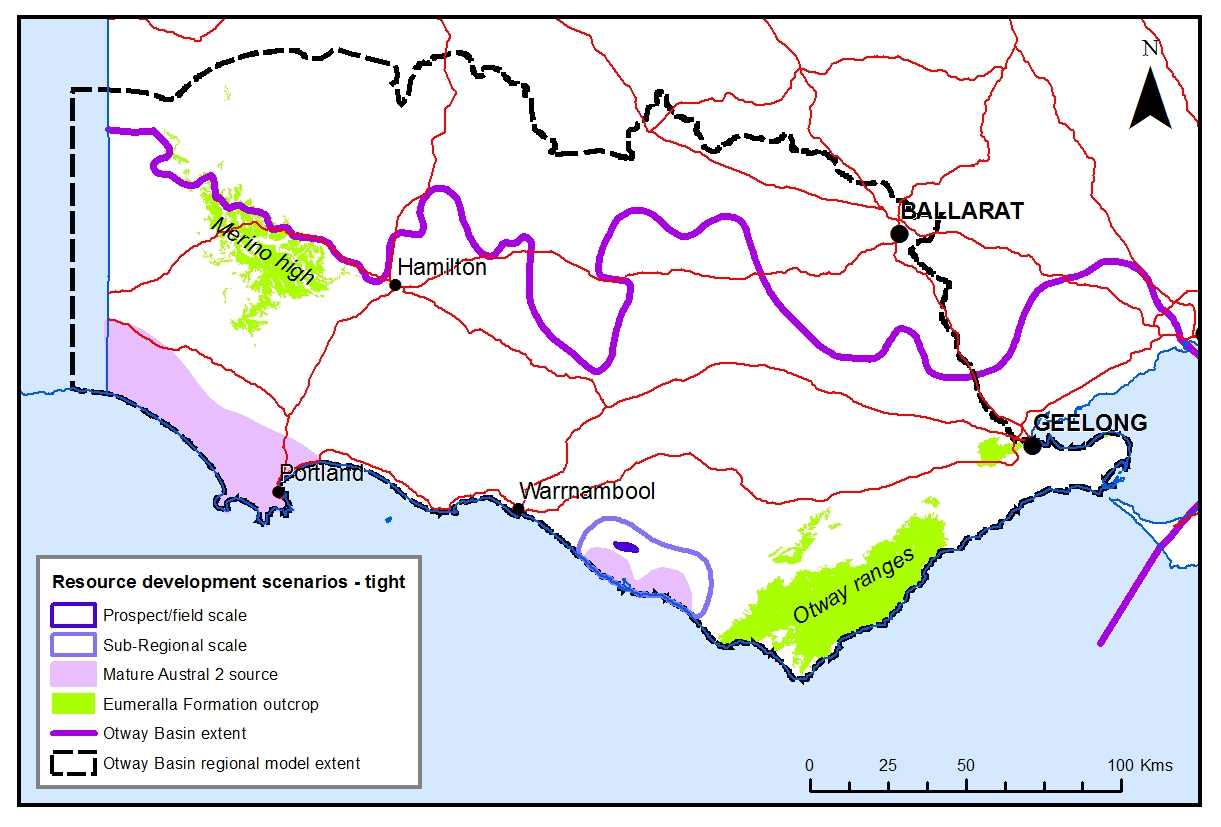 N
BALLARAT
Merino high
Hamilton
GEELONG
Portland
Warrnambool
Otway ranges
Resource development scenarios - tight
Prospect/field scale
Sub-Regional scale
Mature Austral 2 source
Eumeralla Formation outcrop
Otway Basin extent
Otway Basin regional model extent
0 25 50 100 Kms